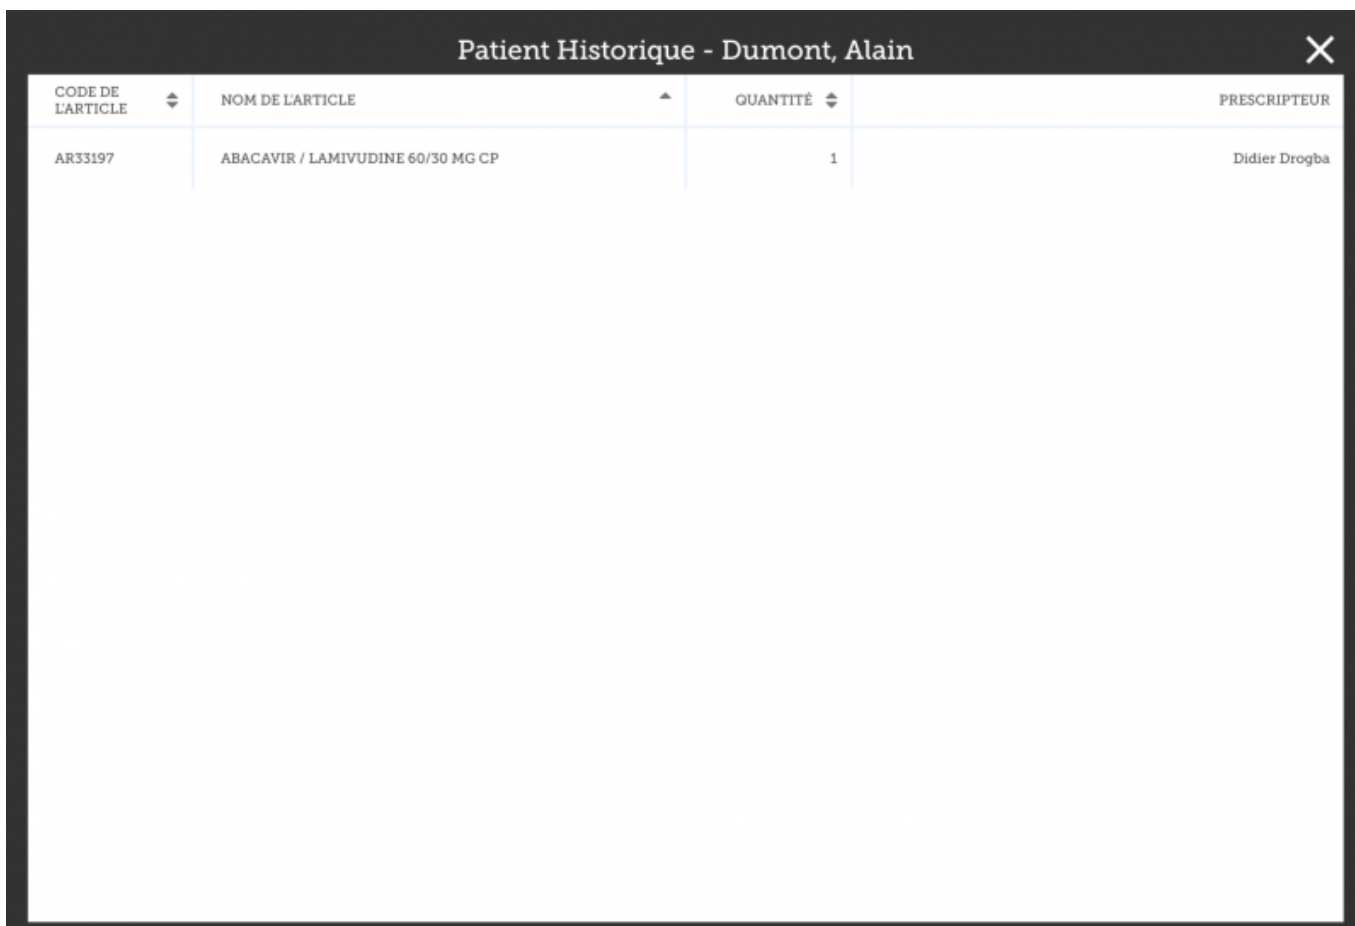 Patient Historique - Dumont, Alain
CODE DE
L'ARTICLE
NOM DE L'ARTICLE
QUANTITÉ
PRESCRIPTEUR
AR33197
ABACAVIR / LAMIVUDINE 60/30 MG CP
1
Didier Drogba